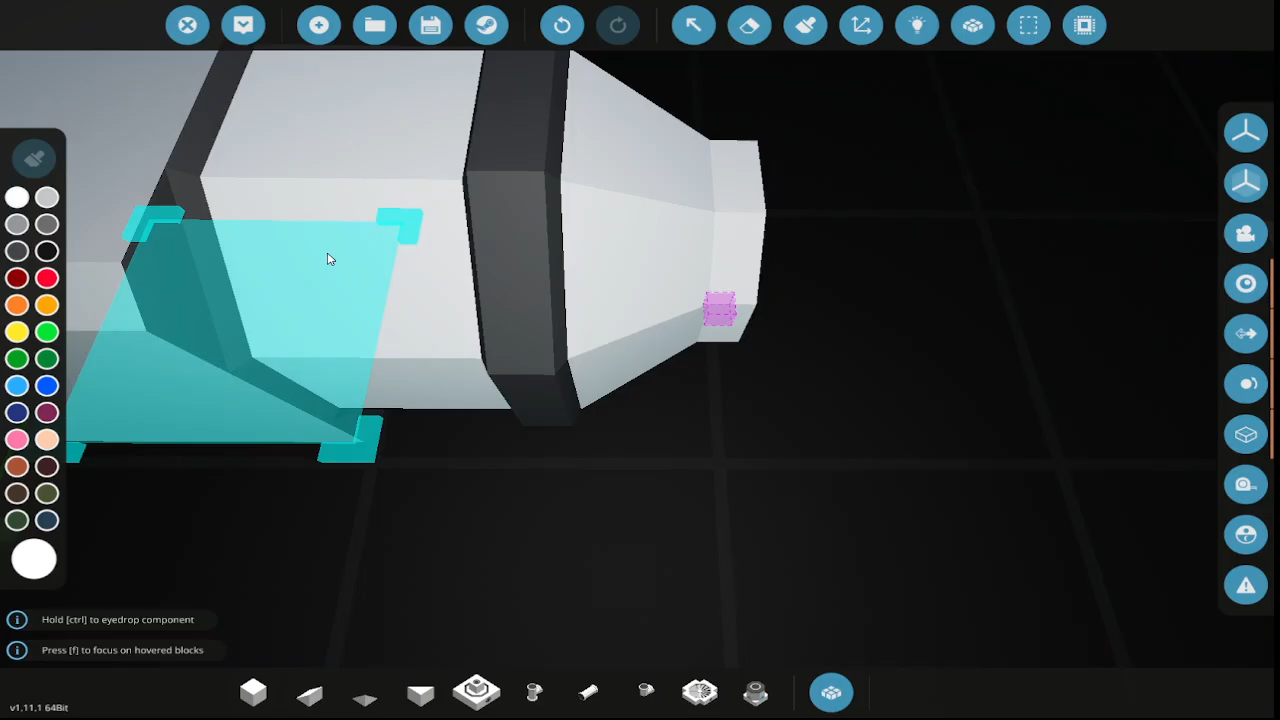 Hold [ctrl] to eyedrop component
Press [f] to focus on hovered blocks
v1.11.1 64Bit